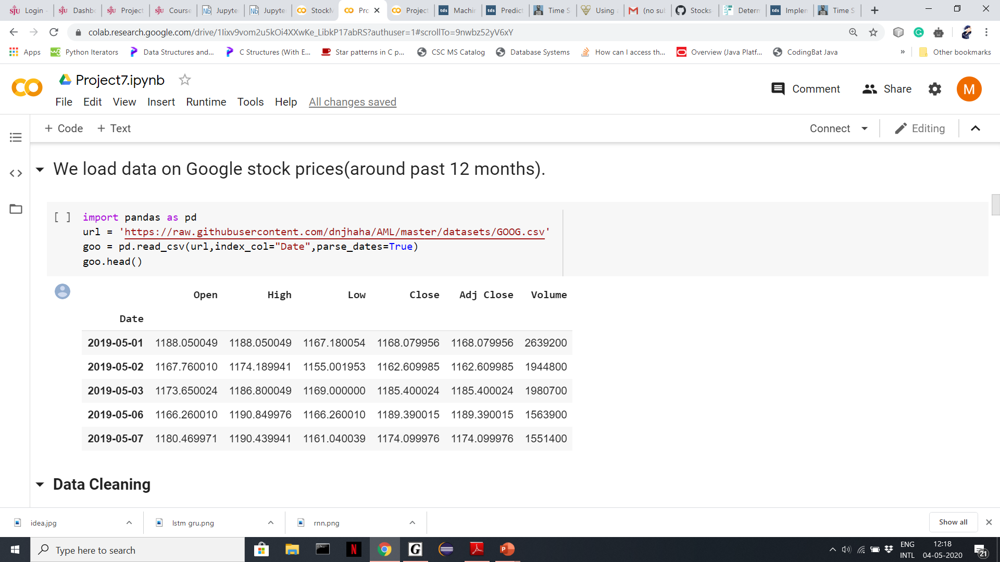 Login -
Dashbo
Project
Course
Jupyte
Jupyte
StockM
Pro
Project
Machin
Predict
Time S
Using a
(no sub
Stocks-
Determ
Implem
Time S
colab.research.google.com/drive/1Iixv9vom2u5kOi4XXwKe_LibkP17abRS?authuser=1#scrollTo=9nwbz52yV6xY
Apps Python Iterators Data Structures and... C Structures (With E... Star patterns in C p... CSC MS Catalog Database Systems How can I access th... Overview (Java Platf... CodingBat Java » Other bookmarks
Project7.ipynb
Comment Share M
File Edit View Insert Runtime Tools Help All changes saved
+ Code + Text Connect Editing
We load data on Google stock prices(around past 12 months).
[ ] import pandas as pd
url = 'https://raw.githubusercontent.com/dnjhaha/AML/master/datasets/GOOG.csv'
goo = pd.read_csv(url,index_col="Date",parse_dates=True)
goo.head()
Open High Low Close Adj Close Volume
Date
2019-05-01 1188.050049 1188.050049 1167.180054 1168.079956 1168.079956 2639200
2019-05-02 1167.760010 1174.189941 1155.001953 1162.609985 1162.609985 1944800
2019-05-03 1173.650024 1186.800049 1169.000000 1185.400024 1185.400024 1980700
2019-05-06 1166.260010 1190.849976 1166.260010 1189.390015 1189.390015 1563900
2019-05-07 1180.469971 1190.439941 1161.040039 1174.099976 1174.099976 1551400
Data Cleaning
idea.jpg lstm gru.png rnn.png Show all
Type here to search
ENG 12:18
INTL 04-05-2020 21